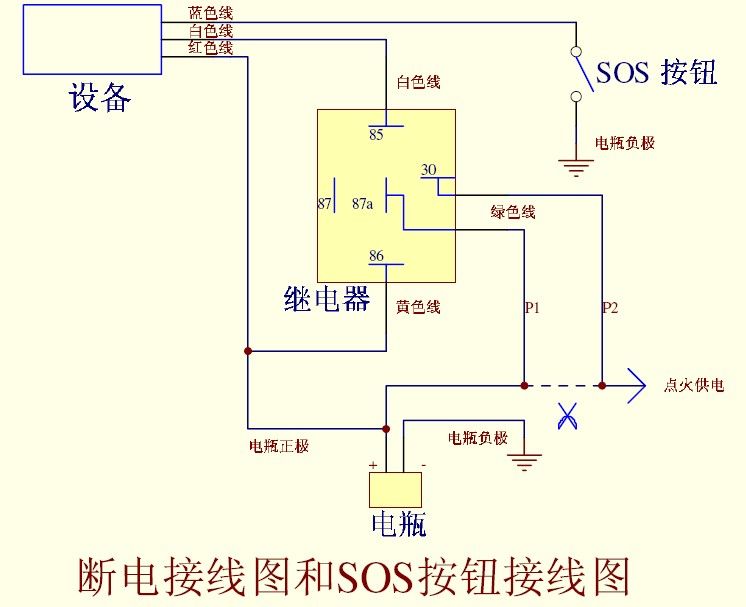 蓝色线
白色线
红色线
设备
白色线
SOS 按钮
电瓶负极
85
30
87
87a
绿色线
86
继电器
黄色线
P1
P2
点火供电
电瓶正极
电瓶负极
+
-
电瓶
断电接线图和SOS按钮接线图